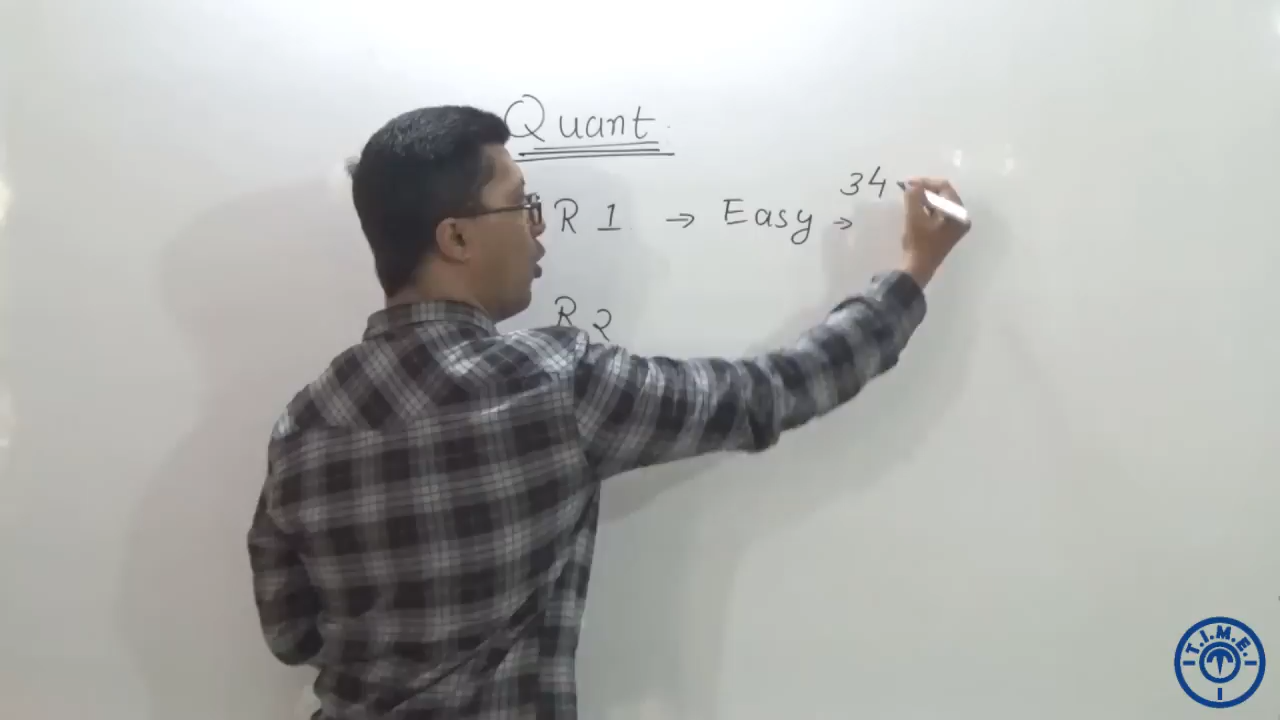 Quant
R 1 → Easy → 34
R 2
T.I.M.E.